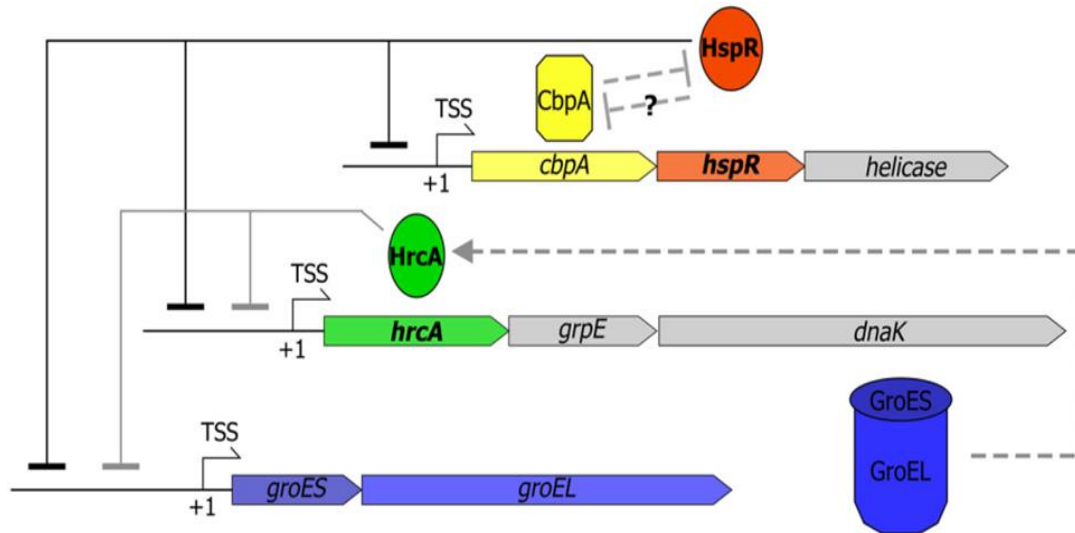 HspR
CbpA
?
TSS
+1
cbpA
hspR
helicase
HrcA
TSS
+1
hrcA
grpE
dnaK
GroES
TSS
GroEL
+1
groES
groEL